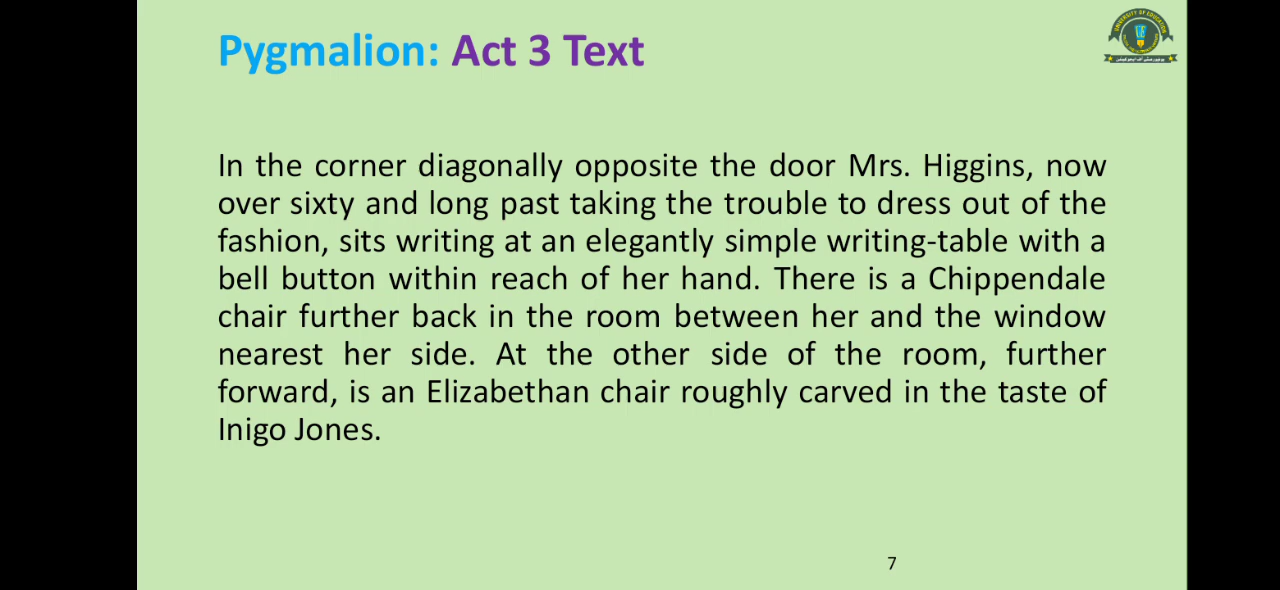 Pygmalion: Act 3 Text
UNIVERSITY OF EDUCATION
In the corner diagonally opposite the door Mrs. Higgins, now
over sixty and long past taking the trouble to dress out of the
fashion, sits writing at an elegantly simple writing-table with a
bell button within reach of her hand. There is a Chippendale
chair further back in the room between her and the window
nearest her side. At the other side of the room, further
forward, is an Elizabethan chair roughly carved in the taste of
Inigo Jones.
7